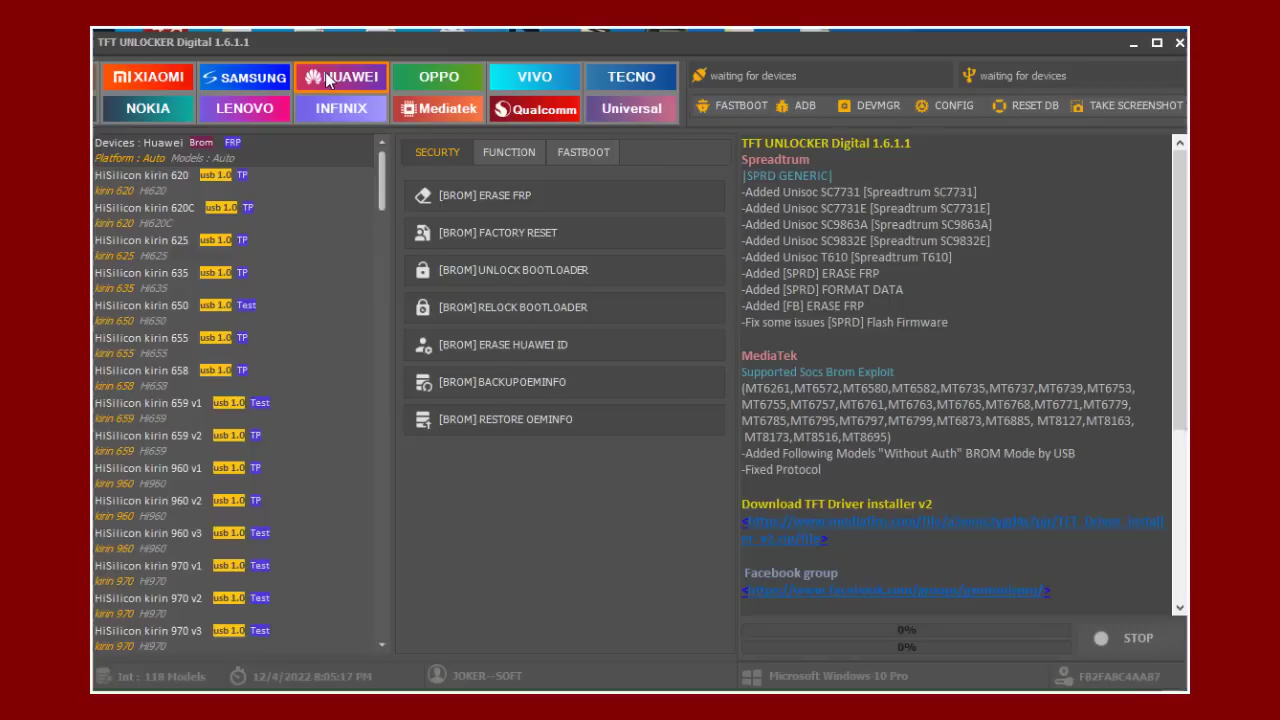 TFT UNLOCKER Digital 1.6.1.1
XIAOMI SAMSUNG HUAWEI OPPO VIVO TECNO
NOKIA LENOVO INFINIX Mediatek Qualcomm Universal
waiting for devices waiting for devices
FASTBOOT ADB DEVMGR CONFIG RESET DB TAKE SCREENSHOT
Devices : Huawei Brom FRP
Platform : Auto Models : Auto
HiSilicon kirin 620 usb 1.0 TP
kirin 620 Hi620
HiSilicon kirin 620C usb 1.0 TP
kirin 620 Hi620C
HiSilicon kirin 625 usb 1.0 TP
kirin 625 Hi625
HiSilicon kirin 635 usb 1.0 TP
kirin 635 Hi635
HiSilicon kirin 650 usb 1.0 Test
kirin 650 Hi650
HiSilicon kirin 655 usb 1.0 TP
kirin 655 Hi655
HiSilicon kirin 658 usb 1.0 TP
kirin 658 Hi658
HiSilicon kirin 659 v1 usb 1.0 Test
kirin 659 Hi659
HiSilicon kirin 659 v2 usb 1.0 TP
kirin 659 Hi659
HiSilicon kirin 960 v1 usb 1.0 TP
kirin 960 Hi960
HiSilicon kirin 960 v2 usb 1.0 TP
kirin 960 Hi960
HiSilicon kirin 960 v3 usb 1.0 Test
kirin 960 Hi960
HiSilicon kirin 970 v1 usb 1.0 Test
kirin 970 Hi970
HiSilicon kirin 970 v2 usb 1.0 Test
kirin 970 Hi970
HiSilicon kirin 970 v3 usb 1.0 Test
kirin 970 Hi970
SECURTY FUNCTION FASTBOOT
[BROM] ERASE FRP
[BROM] FACTORY RESET
[BROM] UNLOCK BOOTLOADER
[BROM] RELOCK BOOTLOADER
[BROM] ERASE HUAWEI ID
[BROM] BACKUP OEMINFO
[BROM] RESTORE OEMINFO
TFT UNLOCKER Digital 1.6.1.1
Spreadtrum
|SPRD GENERIC|
-Added Unisoc SC7731 [Spreadtrum SC7731]
-Added Unisoc SC7731E [Spreadtrum SC7731E]
-Added Unisoc SC9863A [Spreadtrum SC9863A]
-Added Unisoc SC9832E [Spreadtrum SC9832E]
-Added Unisoc T610 [Spreadtrum T610]
-Added [SPRD] ERASE FRP
-Added [SPRD] FORMAT DATA
-Added [FB] ERASE FRP
-Fix some issues [SPRD] Flash Firmware
MediaTek
Supported Socs Brom Exploit
(MT6261,MT6572,MT6580,MT6582,MT6735,MT6737,MT6739,MT6753,
MT6755,MT6757,MT6761,MT6763,MT6765,MT6768,MT6771,MT6779,
MT6785,MT6795,MT6797,MT6799,MT6873,MT6885, MT8127,MT8163,
MT8173,MT8516,MT8695)
-Added Following Models "Without Auth" BROM Mode by USB
-Fixed Protocol
Download TFT Driver installer v2
Facebook group
0%
0%
STOP
Int : 118 Models 12/4/2022 8:05:17 PM JOKER--SOFT Microsoft Windows 10 Pro FB2FABC4AAB7